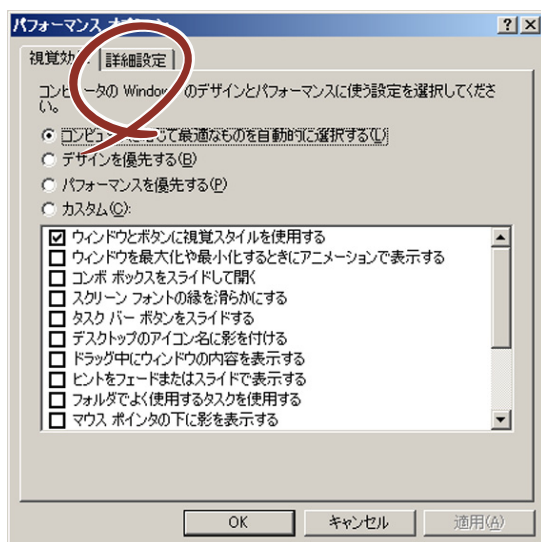 パフォーマンス
視覚効 詳細設定
コンピュータの Windows のデザインとパフォーマンスに使う設定を選択してくださ
い。
て最適なものを自動的に選択する(L)
デザインを優先する(B)
パフォーマンスを優先する(P)
カスタム(C):
ウィンドウとボタンに視覚スタイルを使用する
ウィンドウを最大化や最小化するときにアニメーションで表示する
コンボ ボックスをスライドして開く
スクリーン フォントの縁を滑らかにする
タスク バー ボタンをスライドする
デスクトップのアイコン名に影を付ける
ドラッグ中にウィンドウの内容を表示する
ヒントをフェードまたはスライドで表示する
フォルダでよく使用するタスクを使用する
マウス ポインタの下に影を表示する
OK キャンセル 適用(A)